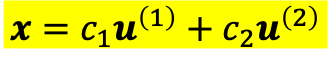 𝒙 = c₁𝒖⁽¹⁾ + c₂𝒖⁽²⁾